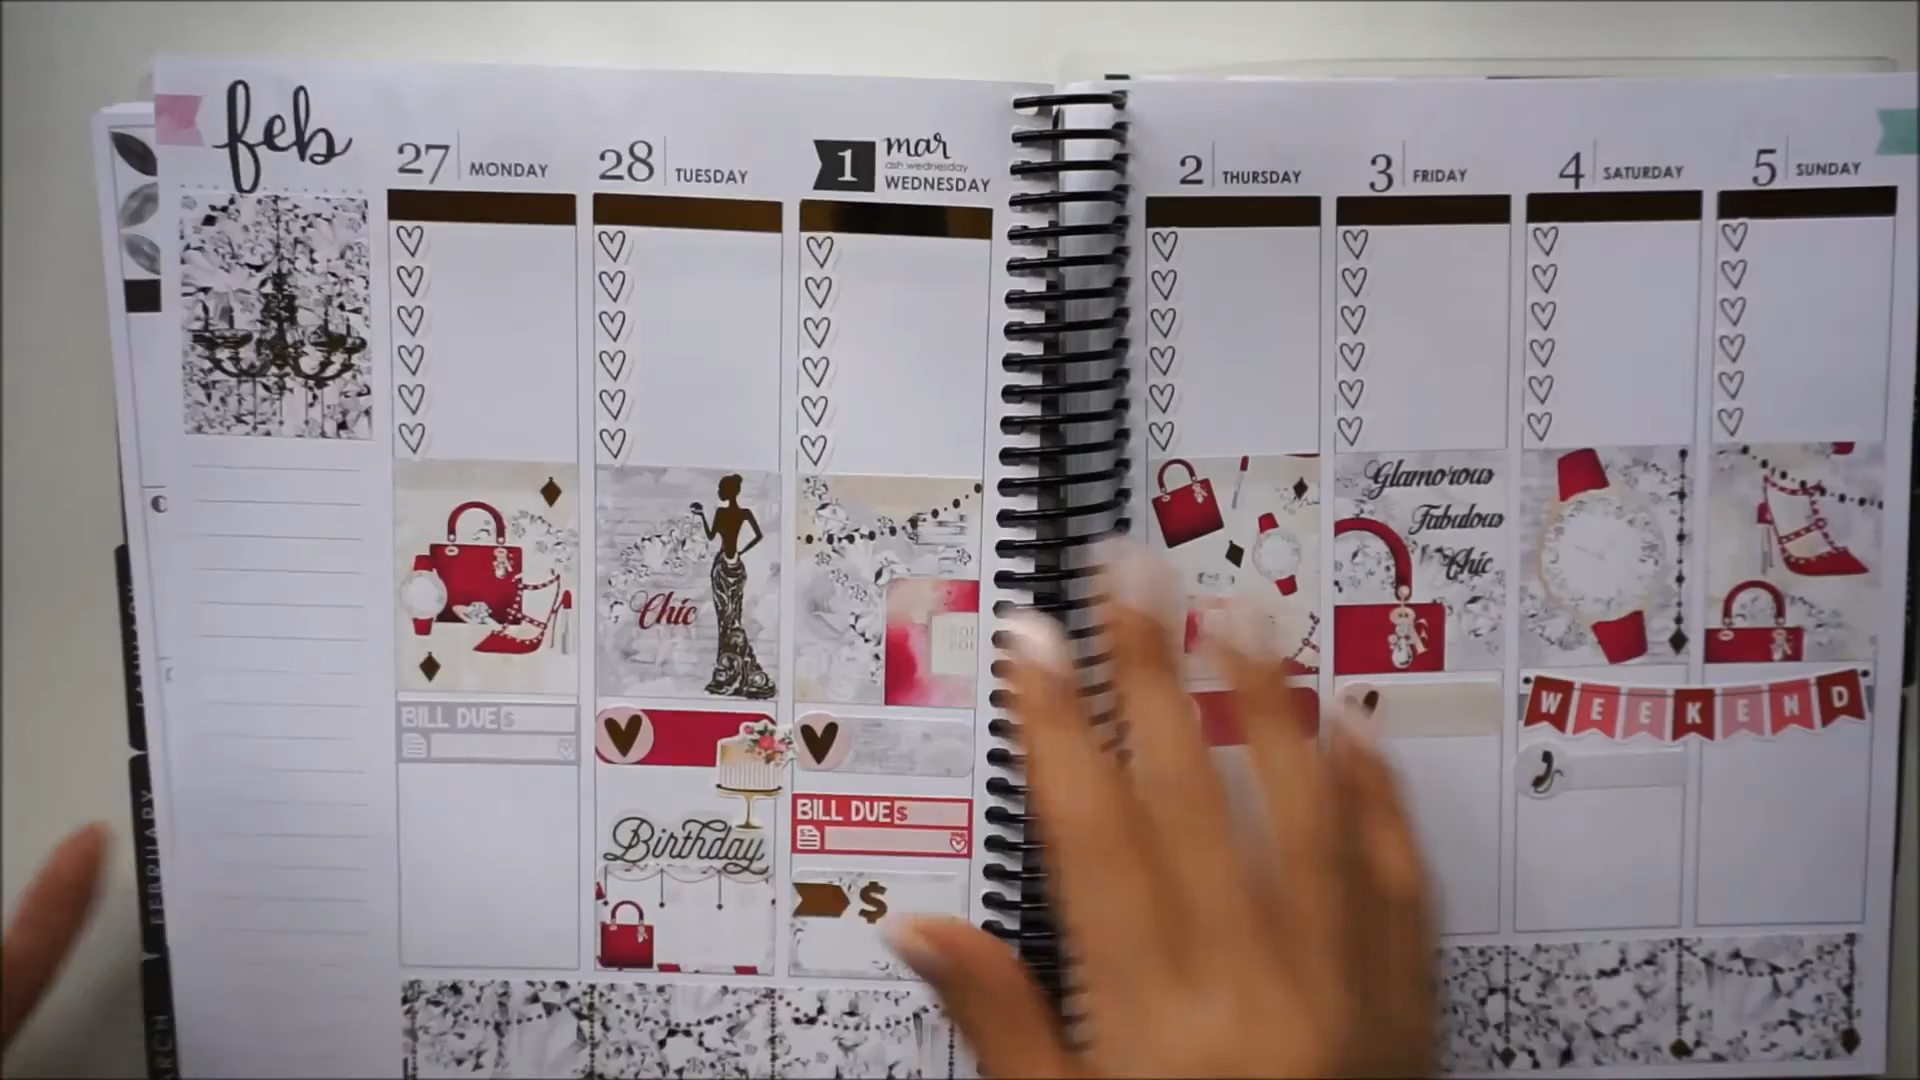 feb
27 MONDAY
28 TUESDAY
1 mar
ash wednesday
WEDNESDAY
2 THURSDAY
3 FRIDAY
4 SATURDAY
5 SUNDAY
Chic
Glamorous
Fabulous
Chic
BILL DUE $
WEEKEND
Birthday
BILL DUE $
$
JANUARY
FEBRUARY
MARCH